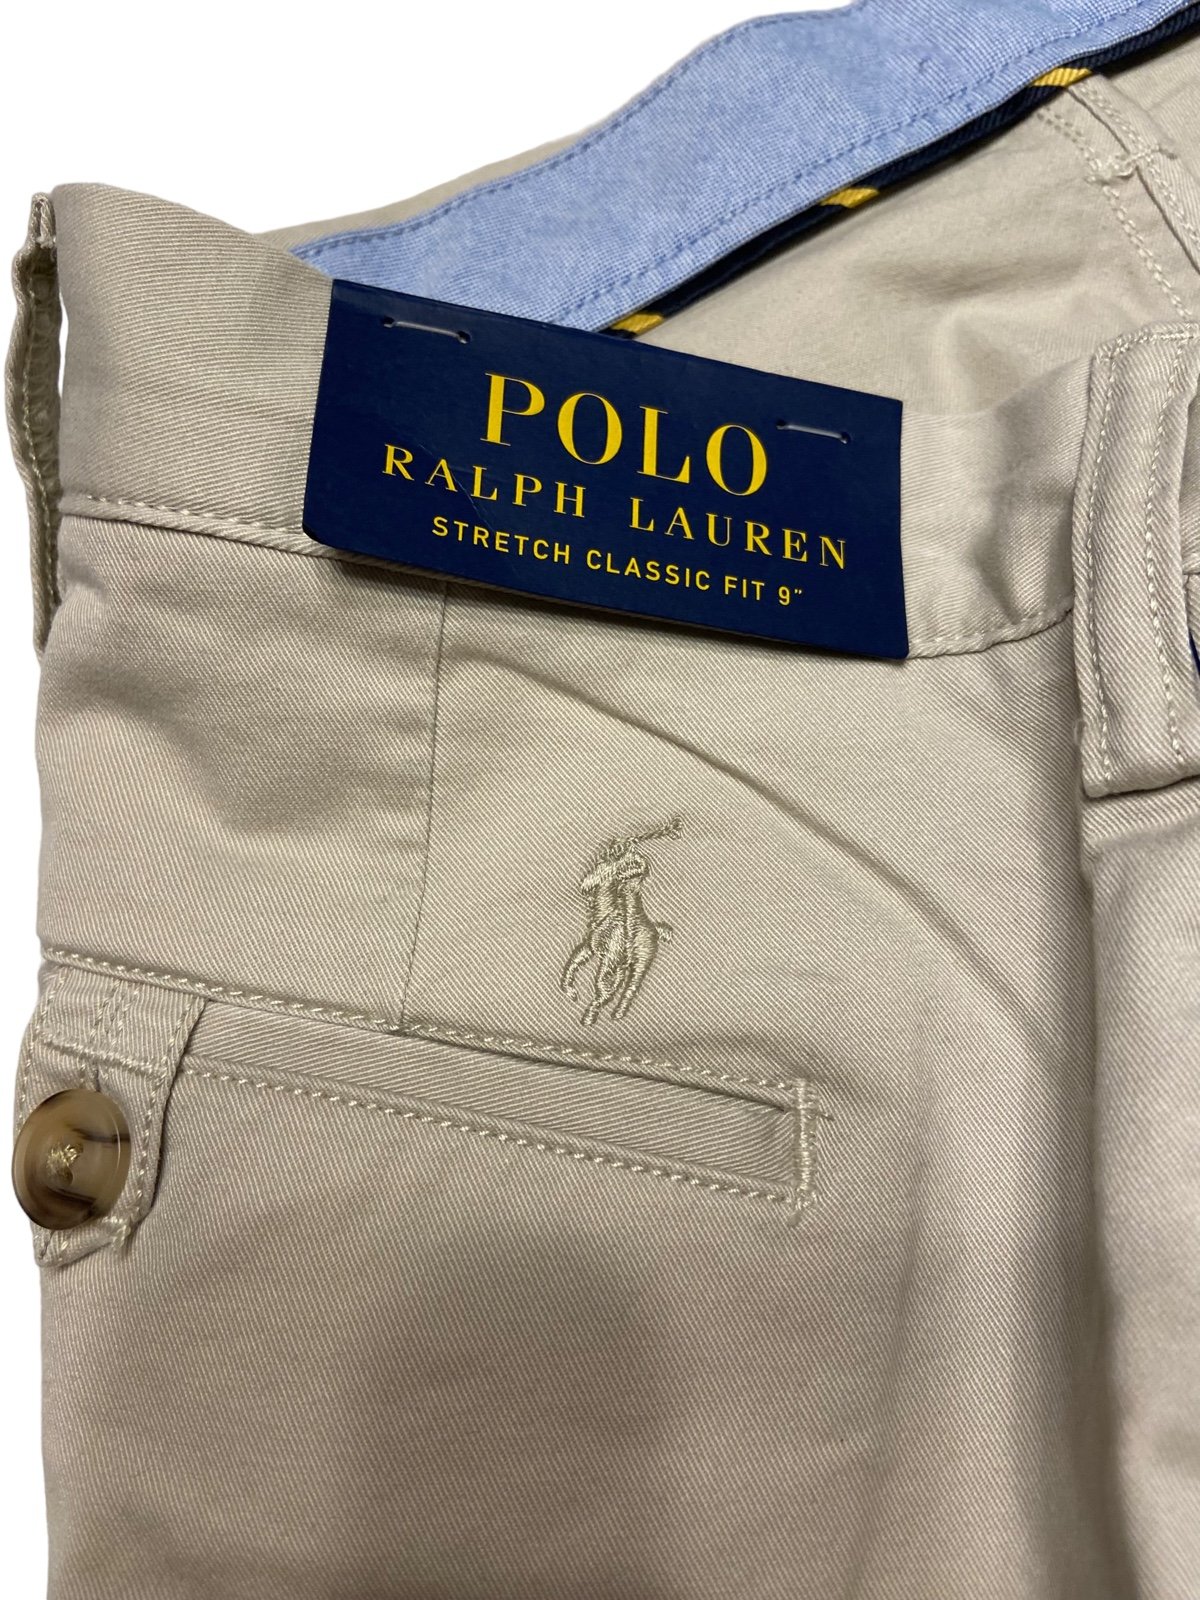 POLO
RALPH LAUREN
STRETCH CLASSIC FIT 9"